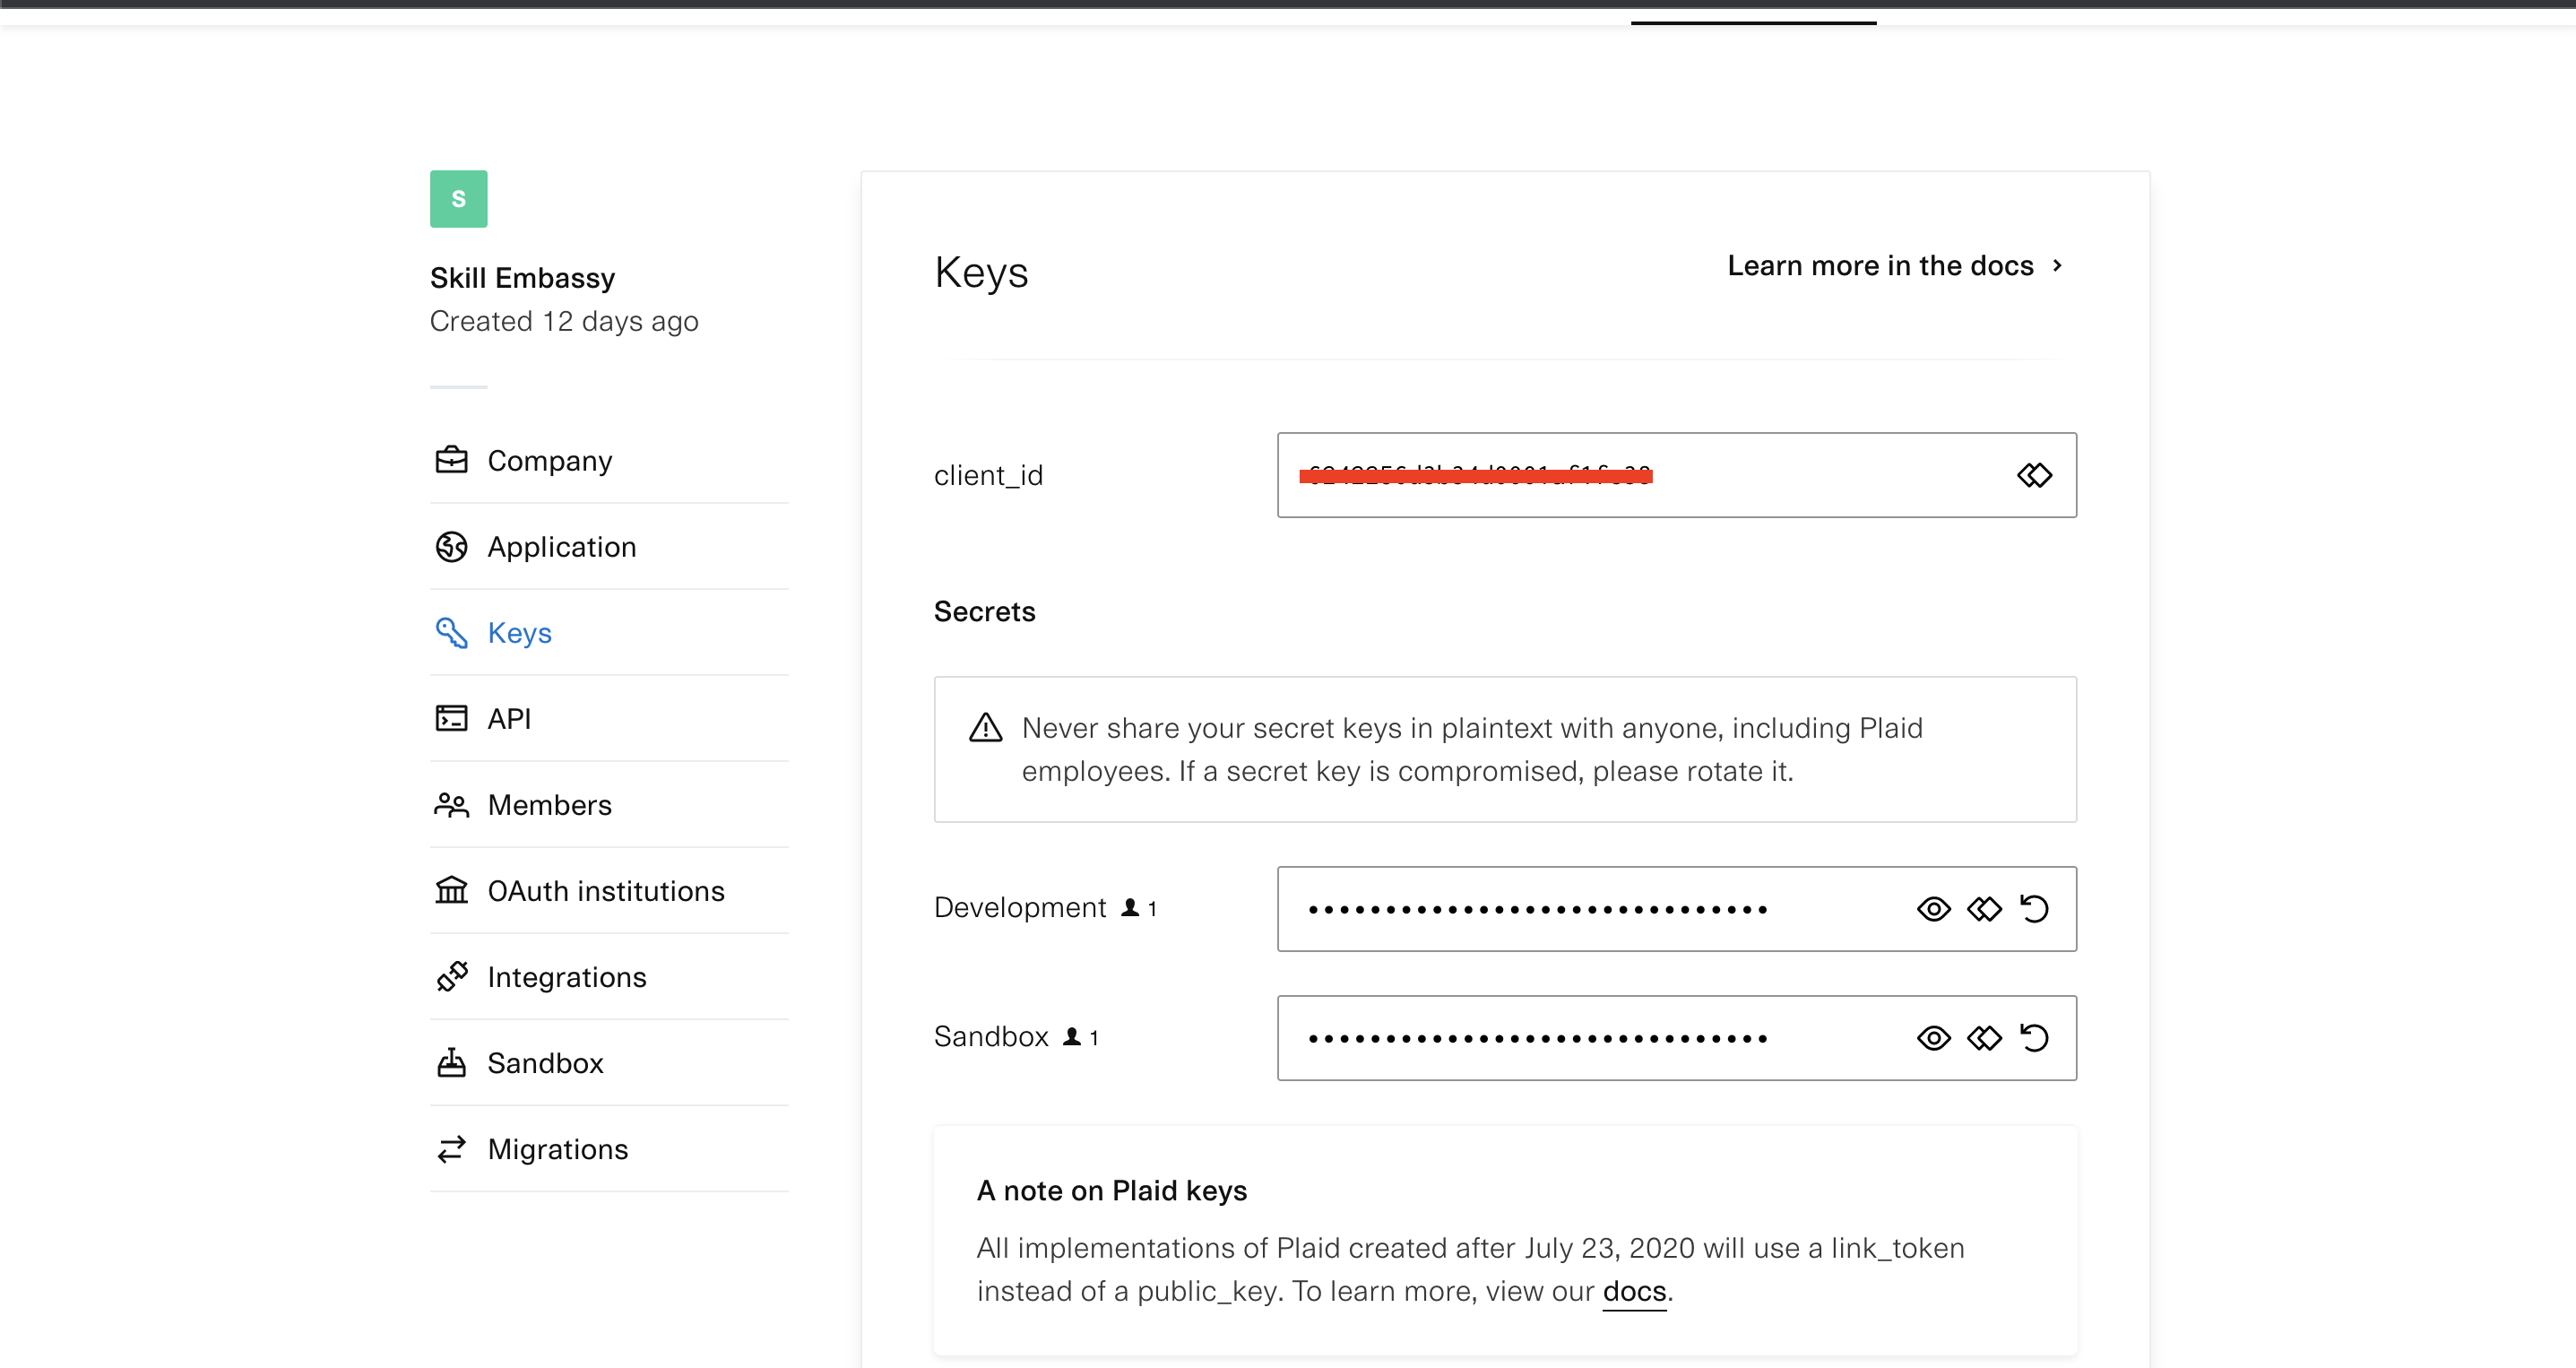 S
Skill Embassy
Created 12 days ago
Company
Application
Keys
API
Members
OAuth institutions
Integrations
Sandbox
Migrations
Keys
Learn more in the docs
client_id
Secrets
Never share your secret keys in plaintext with anyone, including Plaid
employees. If a secret key is compromised, please rotate it.
Development 1
••••••••••••••••••••••••••••••
Sandbox 1
••••••••••••••••••••••••••••••
A note on Plaid keys
All implementations of Plaid created after July 23, 2020 will use a link_token
instead of a public_key. To learn more, view our docs.